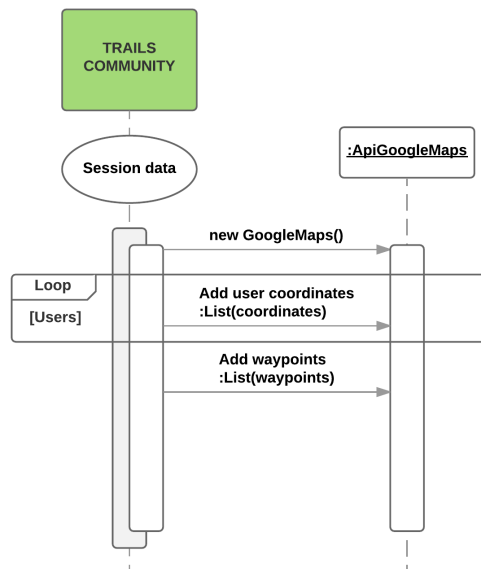 TRAILS
COMMUNITY
Session data
:ApiGoogleMaps
new GoogleMaps()
Loop
[Users]
Add user coordinates
:List(coordinates)
Add waypoints
:List(waypoints)